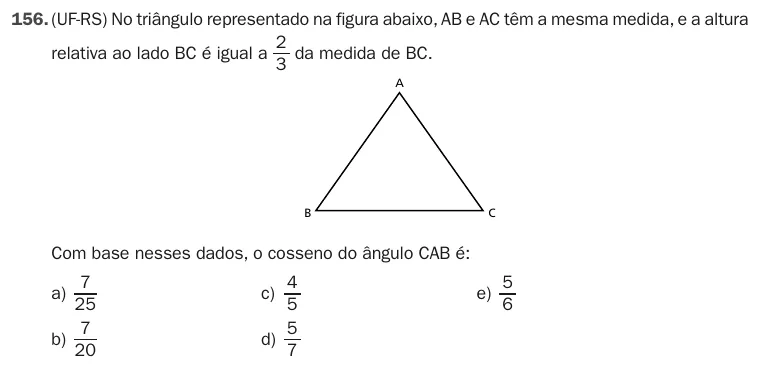 156. (UF-RS) No triângulo representado na figura abaixo, AB e AC têm a mesma medida, e a altura
relativa ao lado BC é igual a 2/3 da medida de BC.
A
B
C
Com base nesses dados, o cosseno do ângulo CAB é:
a) 7/25 c) 4/5 e) 5/6
b) 7/20 d) 5/7